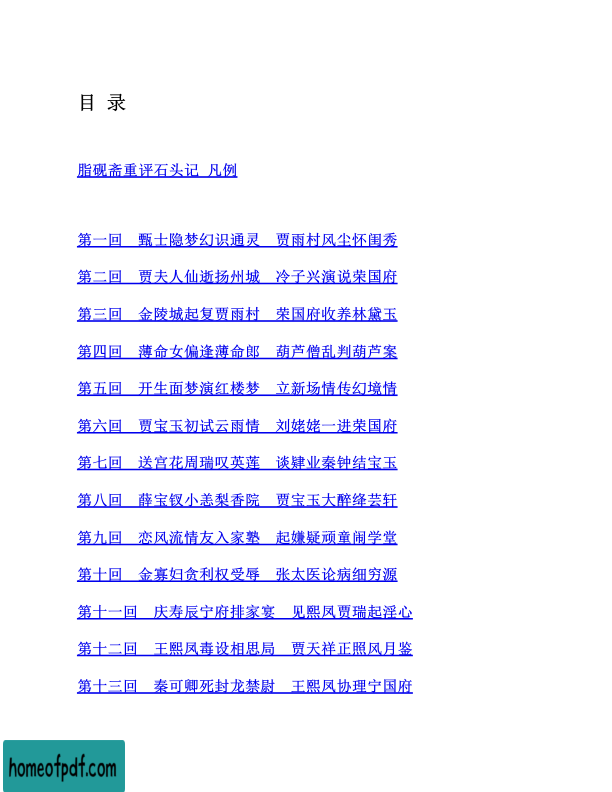 目 录
脂砚斋重评石头记 凡例
第一回　甄士隐梦幻识通灵　贾雨村风尘怀闺秀
第二回　贾夫人仙逝扬州城　冷子兴演说荣国府
第三回　金陵城起复贾雨村　荣国府收养林黛玉
第四回　薄命女偏逢薄命郎　葫芦僧乱判葫芦案
第五回　开生面梦演红楼梦　立新场情传幻境情
第六回　贾宝玉初试云雨情　刘姥姥一进荣国府
第七回　送宫花周瑞叹英莲　谈肄业秦钟结宝玉
第八回　薛宝钗小恙梨香院　贾宝玉大醉绛芸轩
第九回　恋风流情友入家塾　起嫌疑顽童闹学堂
第十回　金寡妇贪利权受辱　张太医论病细穷源
第十一回　庆寿辰宁府排家宴　见熙凤贾瑞起淫心
第十二回　王熙凤毒设相思局　贾天祥正照风月鉴
第十三回　秦可卿死封龙禁尉　王熙凤协理宁国府
homeofpdf.com